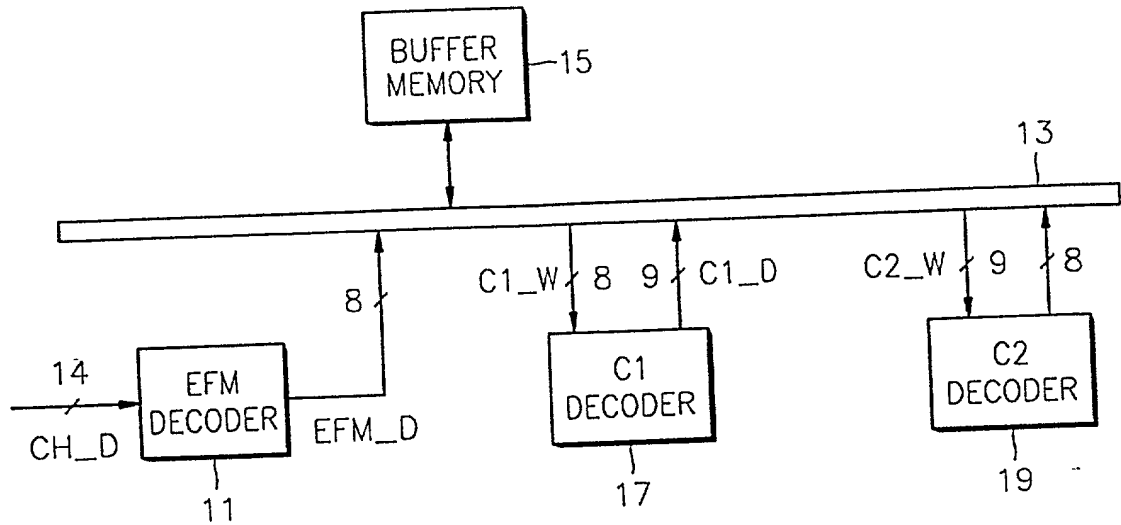 BUFFER
MEMORY
15
13
C1_W
8
9
C1_D
C2_W
9
8
8
14
CH_D
EFM
DECODER
EFM_D
11
C1
DECODER
17
C2
DECODER
19